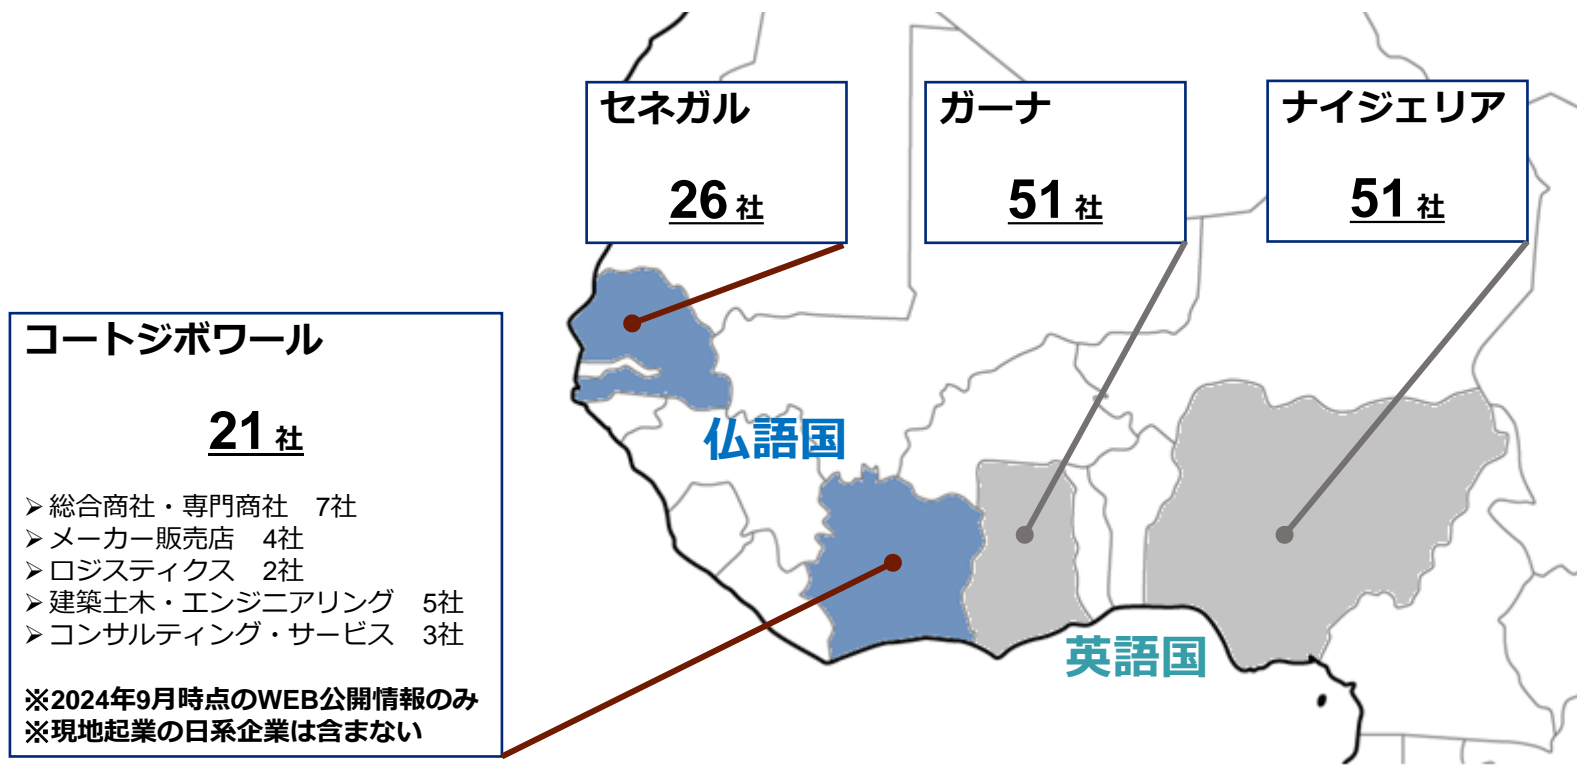 セネガル
26 社
ガーナ
51 社
ナイジェリア
51 社
コートジボワール
21 社
➢ 総合商社・専門商社 7社
➢ メーカー販売店 4社
➢ ロジスティクス 2社
➢ 建築土木・エンジニアリング 5社
➢ コンサルティング・サービス 3社
※2024年9月時点のWEB公開情報のみ
※現地起業の日系企業は含まない
仏語国
英語国